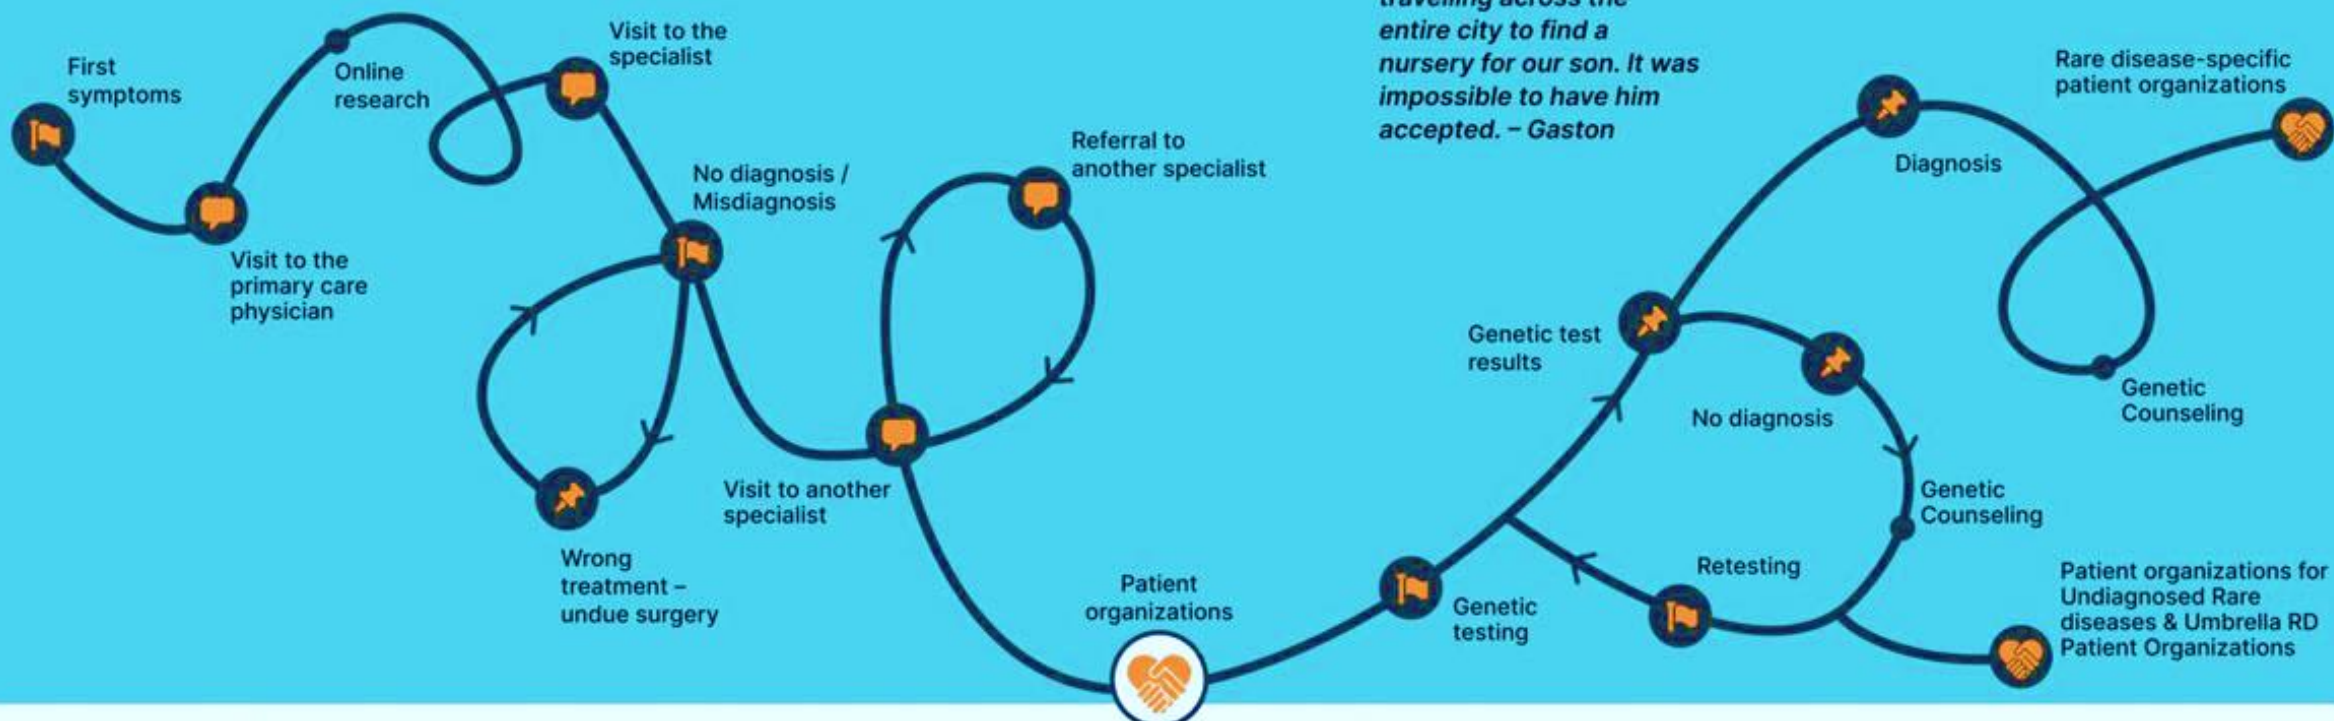 First
symptoms
Visit to the
primary care
physician
Online
research
Visit to the
specialist
No diagnosis /
Misdiagnosis
Wrong
treatment –
undue surgery
Visit to another
specialist
Referral to
another specialist
Patient
organizations
travelling across the
entire city to find a
nursery for our son. It was
impossible to have him
accepted. – Gaston
Genetic
testing
Genetic test
results
No diagnosis
Genetic
Counseling
Retesting
Patient organizations for
Undiagnosed Rare
diseases & Umbrella RD
Patient Organizations
Diagnosis
Genetic
Counseling
Rare disease-specific
patient organizations